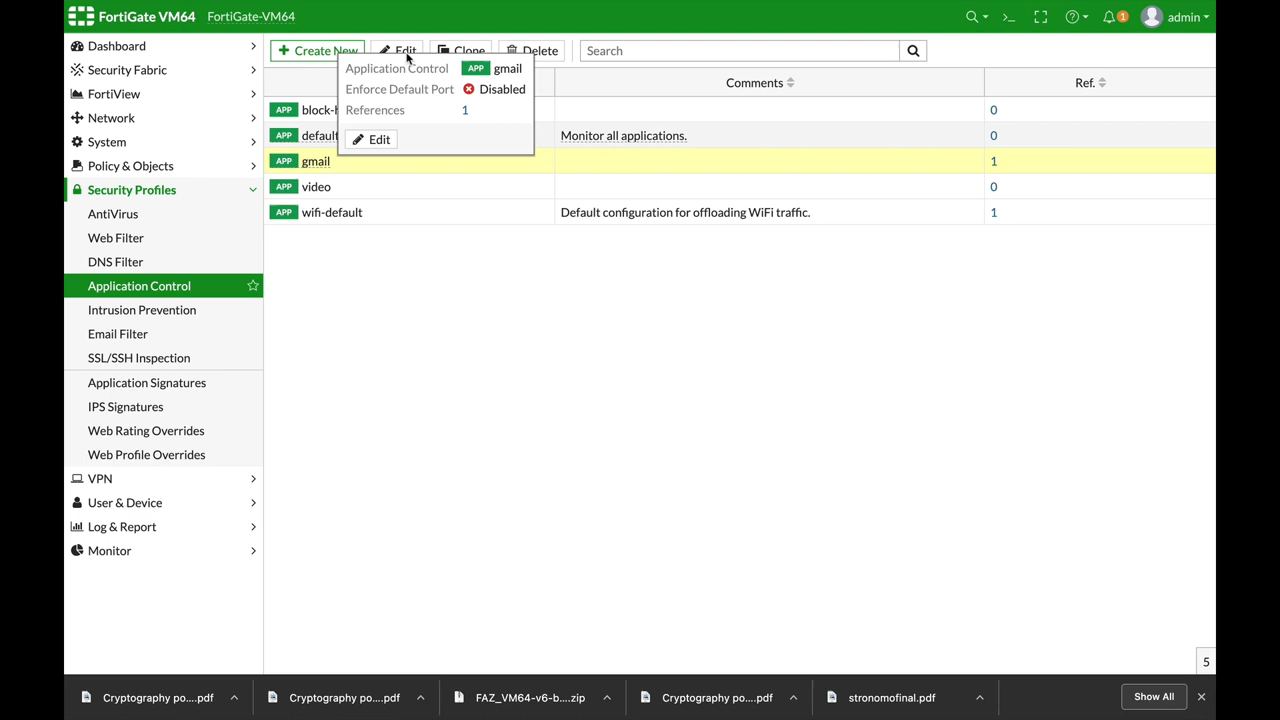 FortiGate VM64 FortiGate-VM64 1 admin
Dashboard
Security Fabric
FortiView
Network
System
Policy & Objects
Security Profiles
AntiVirus
Web Filter
DNS Filter
Application Control
Intrusion Prevention
Email Filter
SSL/SSH Inspection
Application Signatures
IPS Signatures
Web Rating Overrides
Web Profile Overrides
VPN
User & Device
Log & Report
Monitor
Create New Edit Clone Delete Search
Application Control APP gmail
Enforce Default Port Disabled
References 1
Edit
Comments Ref.
APP 0
APP default Monitor all applications. 0
APP gmail 1
APP video 0
APP wifi-default Default configuration for offloading WiFi traffic. 1
5
Cryptography po....pdf Cryptography po....pdf FAZ_VM64-v6-b....zip Cryptography po....pdf stronomofinal.pdf Show All